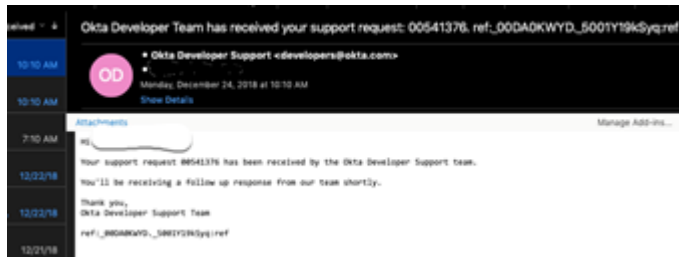 Okta Developer Team has received your support request: 00541376. ref:_00DA0KWYD._5001Y19kSyq:ref
10:10 AM
OD
• Okta Developer Support <developers@okta.com>
Monday, December 24, 2018 at 10:10 AM
Show Details
10:10 AM
Attachments
Manage Add-ins...
7:10 AM
Hi
Your support request 00541376 has been received by the Okta Developer Support team.
12/22/18
You'll be receiving a follow up response from our team shortly.
Thank you,
12/22/18
Okta Developer Support Team
ref:_00DA0KWYD._5001Y19kSyq:ref
12/21/18